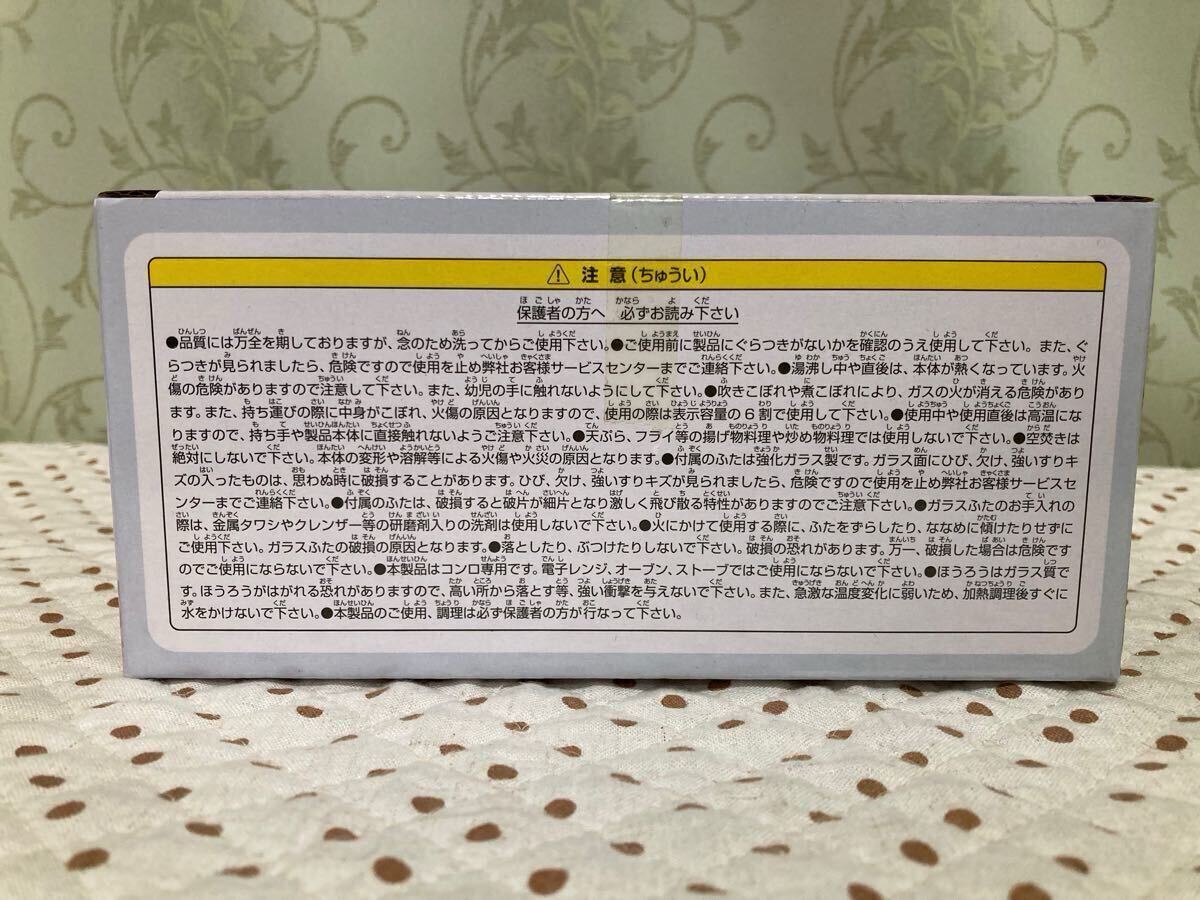 ⚠ 注意(ちゅうい)
保護者の方へ 必ずお読み下さい
●品質には万全を期しておりますが、念のため洗ってからご使用下さい。●ご使用前に製品にぐらつきがないかを確認のうえ使用して下さい。また、ぐ
らつきが見られましたら、危険ですので使用を止め弊社お客様サービスセンターまでご連絡下さい。●湯沸し中や直後は、本体が熱くなっています。火
傷の危険がありますので注意して下さい。また、幼児の手に触れないようにして下さい。●吹きこぼれや煮こぼれにより、ガスの火が消える危険があり
ます。また、持ち運びの際に中身がこぼれ、火傷の原因となりますので、使用の際は表示容量の6割で使用して下さい。●使用中や使用直後は高温にな
りますので、持ち手や製品本体に直接触れないようご注意下さい。●天ぷら、フライ等の揚げ物料理や炒め物料理では使用しないで下さい。●空焚きは
絶対にしないで下さい。本体の変形や溶解等による火傷や火災の原因となります。●付属のふたは強化ガラス製です。ガラス面にひび、欠け、強いすりキ
ズの入ったものは、思わぬ時に破損することがあります。ひび、欠け、強いすりキズが見られましたら、危険ですので使用を止め弊社お客様サービスセ
ンターまでご連絡下さい。●付属のふたは、破損すると破片が細片となり激しく飛び散る特性がありますのでご注意下さい。●ガラスふたのお手入れの
際は、金属タワシやクレンザー等の研磨剤入りの洗剤は使用しないで下さい。●火にかけて使用する際に、ふたをずらしたり、ななめに傾けたりせずに
ご使用下さい。ガラスふたの破損の原因となります。●落としたり、ぶつけたりしないで下さい。破損の恐れがあります。万一、破損した場合は危険です
のでご使用にならないで下さい。●本製品はコンロ専用です。電子レンジ、オーブン、ストーブではご使用にならないで下さい。●ほうろうはガラス質で
す。ほうろうがはがれる恐れがありますので、高い所から落とす等、強い衝撃を与えないで下さい。また、急激な温度変化に弱いため、加熱調理後すぐに
水をかけないで下さい。●本製品のご使用、調理は必ず保護者の方が行なって下さい。